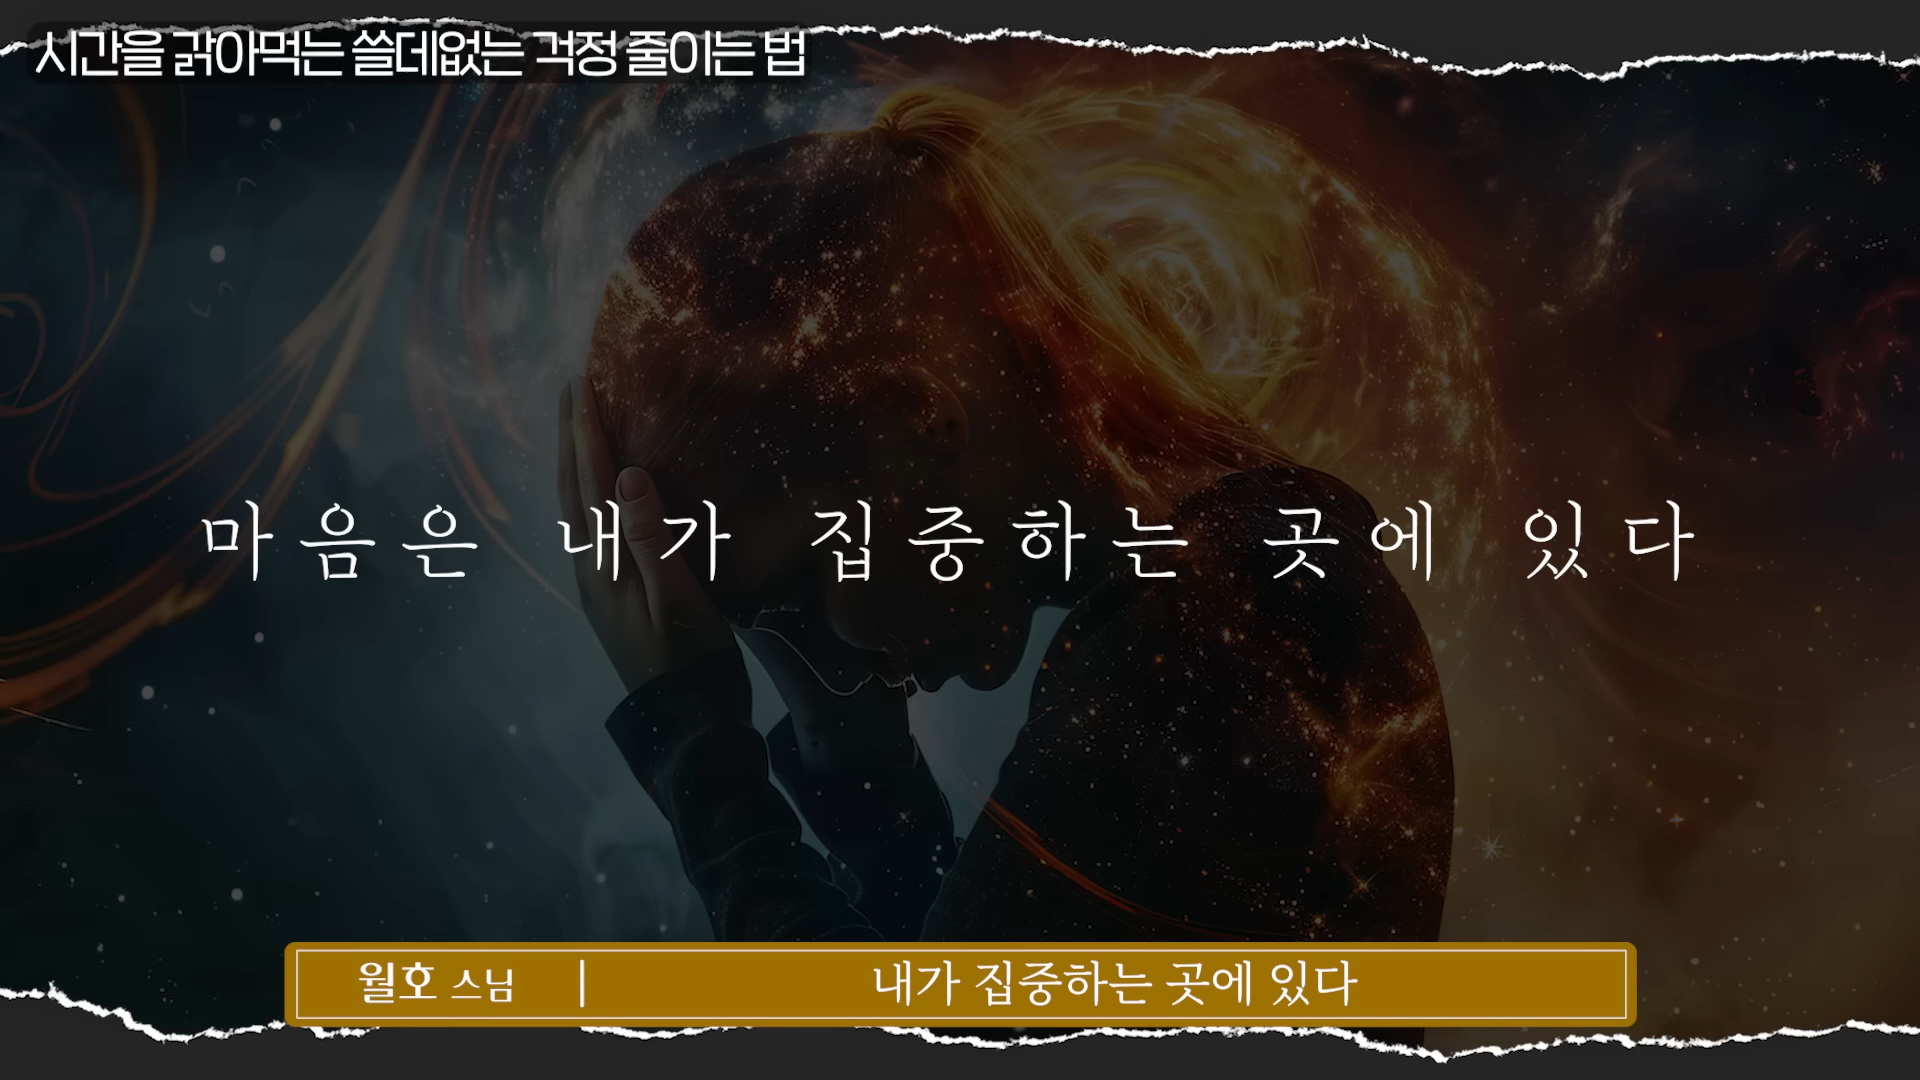 시간을 갉아먹는 쓸데없는 걱정 줄이는 법
마음은 내가 집중하는 곳에 있다
월호 스님 | 내가 집중하는 곳에 있다